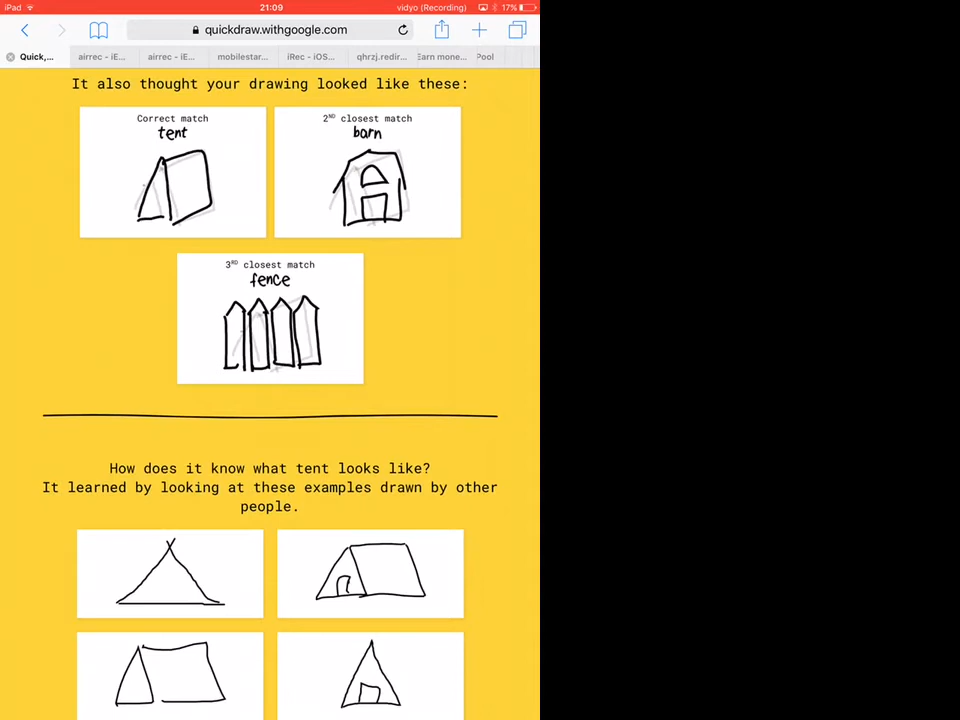 iPad 21:09 vidyo (Recording) 17%
quickdraw.withgoogle.com
Quick,... airrec - iE... airrec - iE... mobilestar... iRec - iOS... qhrzj.redir... Earn mone... Pool
It also thought your drawing looked like these:
Correct match
tent
2ND closest match
barn
3RD closest match
fence
How does it know what tent looks like?
It learned by looking at these examples drawn by other
people.